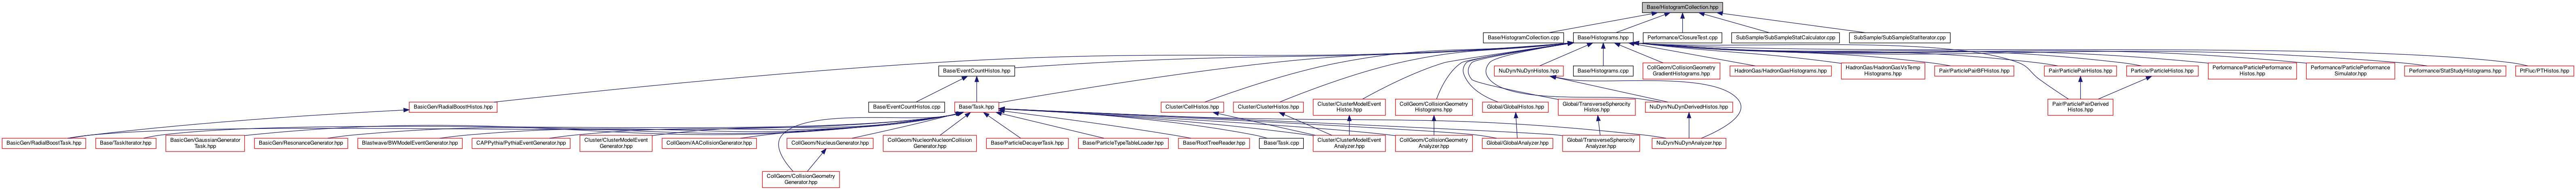 Base/HistogramCollection.hpp
Base/HistogramCollection.cpp
Base/Histograms.hpp
Performance/ClosureTest.cpp
SubSample/SubSampleStatCalculator.cpp
SubSample/SubSampleStatIterator.cpp
Base/EventCountHistos.hpp
NuDyn/NuDynHistos.hpp
Base/Histograms.cpp
CollGeom/CollisionGeometry
GradientHistograms.hpp
HadronGas/HadronGasHistograms.hpp
HadronGas/HadronGasVsTemp
Histograms.hpp
Pair/ParticlePairBFHistos.hpp
Pair/ParticlePairHistos.hpp
Particle/ParticleHistos.hpp
Performance/ParticlePerformance
Histos.hpp
Performance/ParticlePerformance
Simulator.hpp
Performance/StatStudyHistograms.hpp
PtFluc/PTHistos.hpp
BasicGen/RadialBoostHistos.hpp
Base/EventCountHistos.cpp
Base/Task.hpp
Cluster/CellHistos.hpp
Cluster/ClusterHistos.hpp
Cluster/ClusterModelEvent
Histos.hpp
CollGeom/CollisionGeometry
Histograms.hpp
Global/GlobalHistos.hpp
Global/TransverseSpherocity
Histos.hpp
NuDyn/NuDynDerivedHistos.hpp
Pair/ParticlePairDerived
Histos.hpp
BasicGen/RadialBoostTask.hpp
Base/TaskIterator.hpp
BasicGen/GaussianGenerator
Task.hpp
BasicGen/ResonanceGenerator.hpp
Blastwave/BWModelEventGenerator.hpp
CAPPythia/PythiaEventGenerator.hpp
Cluster/ClusterModelEvent
Generator.hpp
CollGeom/AACollisionGenerator.hpp
CollGeom/NucleusGenerator.hpp
CollGeom/NucleonNucleonCollision
Generator.hpp
Base/ParticleDecayerTask.hpp
Base/ParticleTypeTableLoader.hpp
Base/RootTreeReader.hpp
Base/Task.cpp
Cluster/ClusterModelEvent
Analyzer.hpp
CollGeom/CollisionGeometry
Analyzer.hpp
Global/GlobalAnalyzer.hpp
Global/TransverseSpherocity
Analyzer.hpp
NuDyn/NuDynAnalyzer.hpp
CollGeom/CollisionGeometry
Generator.hpp